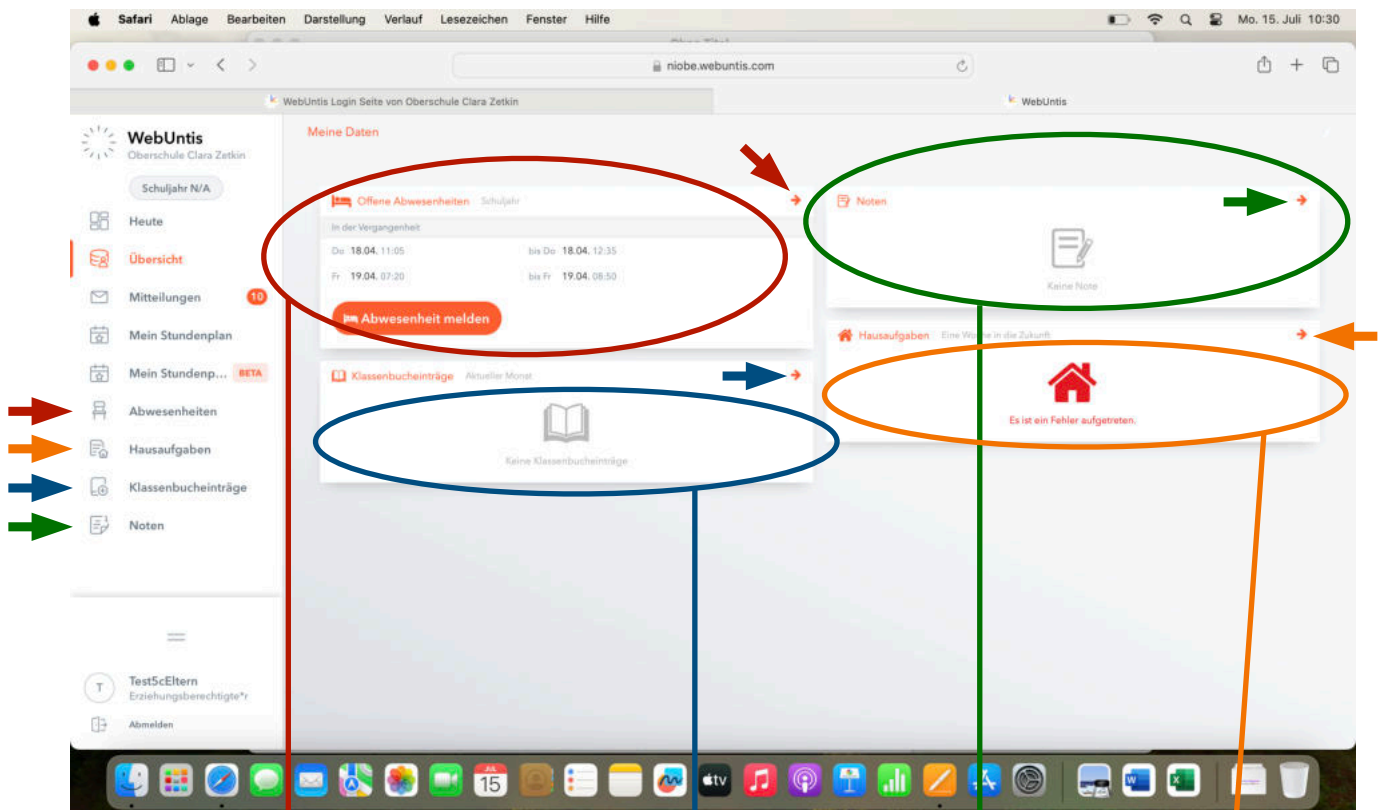 Safari Ablage Bearbeiten Darstellung Verlauf Lesezeichen Fenster Hilfe
Mo. 15. Juli 10:30
niobe.webuntis.com
WebUntis Login Seite von Oberschule Clara Zetkin
WebUntis
WebUntis
Oberschule Clara Zetkin
Schuljahr N/A
Heute
Übersicht
Mitteilungen 10
Mein Stundenplan
Mein Stundenp... BETA
Abwesenheiten
Hausaufgaben
Klassenbucheinträge
Noten
T
Test5cEltern
Erziehungsberechtigte*r
Abmelden
Meine Daten
Offene Abwesenheiten Schuljahr
In der Vergangenheit
Do 18.04. 11:05 bis Do 18.04. 12:35
Fr 19.04. 07:20 bis Fr 19.04. 08:50
Abwesenheit melden
Klassenbucheinträge Aktueller Monat
Keine Klassenbucheinträge
Noten
Keine Note
Hausaufgaben Eine Woche in die Zukunft
Es ist ein Fehler aufgetreten.
JUL
15
tv
W
X